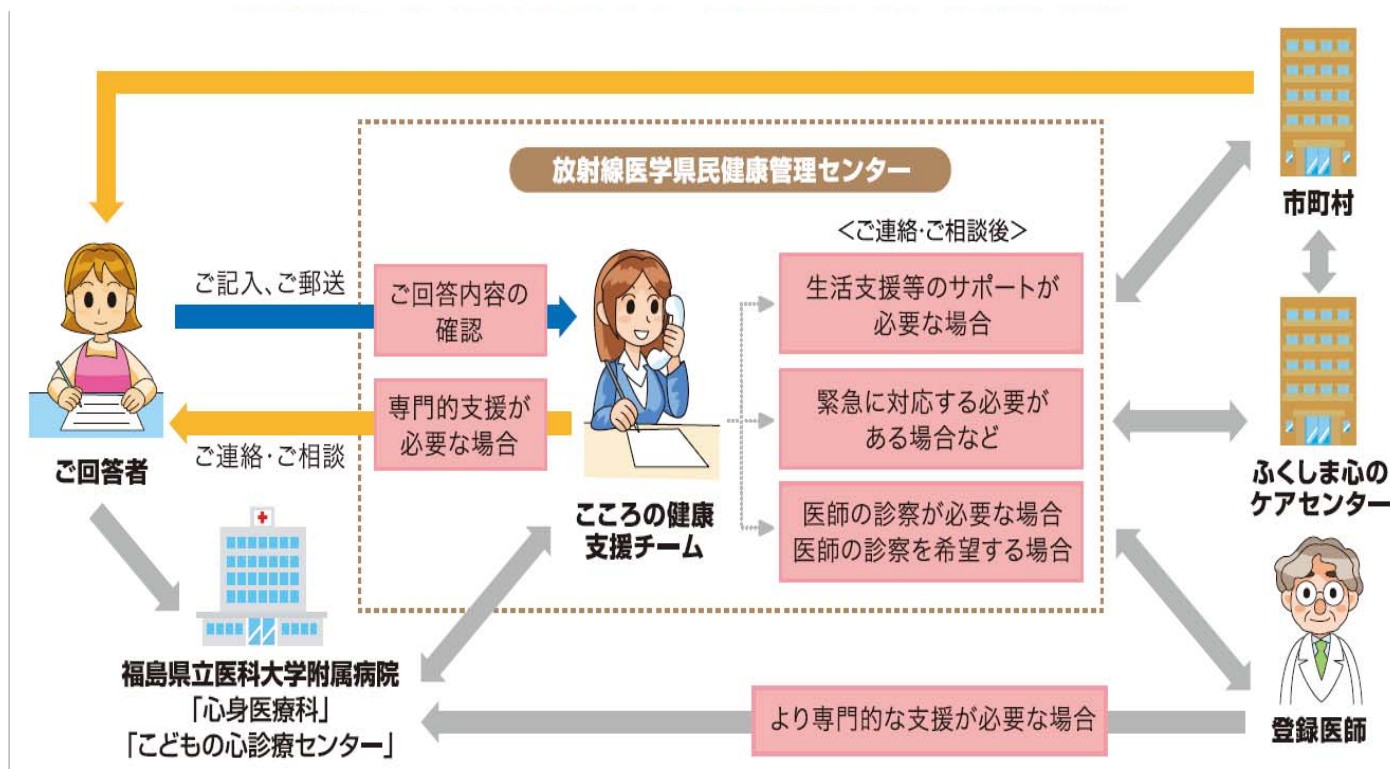 放射線医学県民健康管理センター
市町村
<ご連絡・ご相談後>
ご記入、ご郵送
ご回答内容の
確認
生活支援等のサポートが
必要な場合
専門的支援が
必要な場合
ご連絡・ご相談
緊急に対応する必要が
ある場合など
ご回答者
ふくしま心の
ケアセンター
こころの健康
支援チーム
医師の診察が必要な場合
医師の診察を希望する場合
福島県立医科大学附属病院
「心身医療科」
「こどもの心診療センター」
より専門的な支援が必要な場合
登録医師